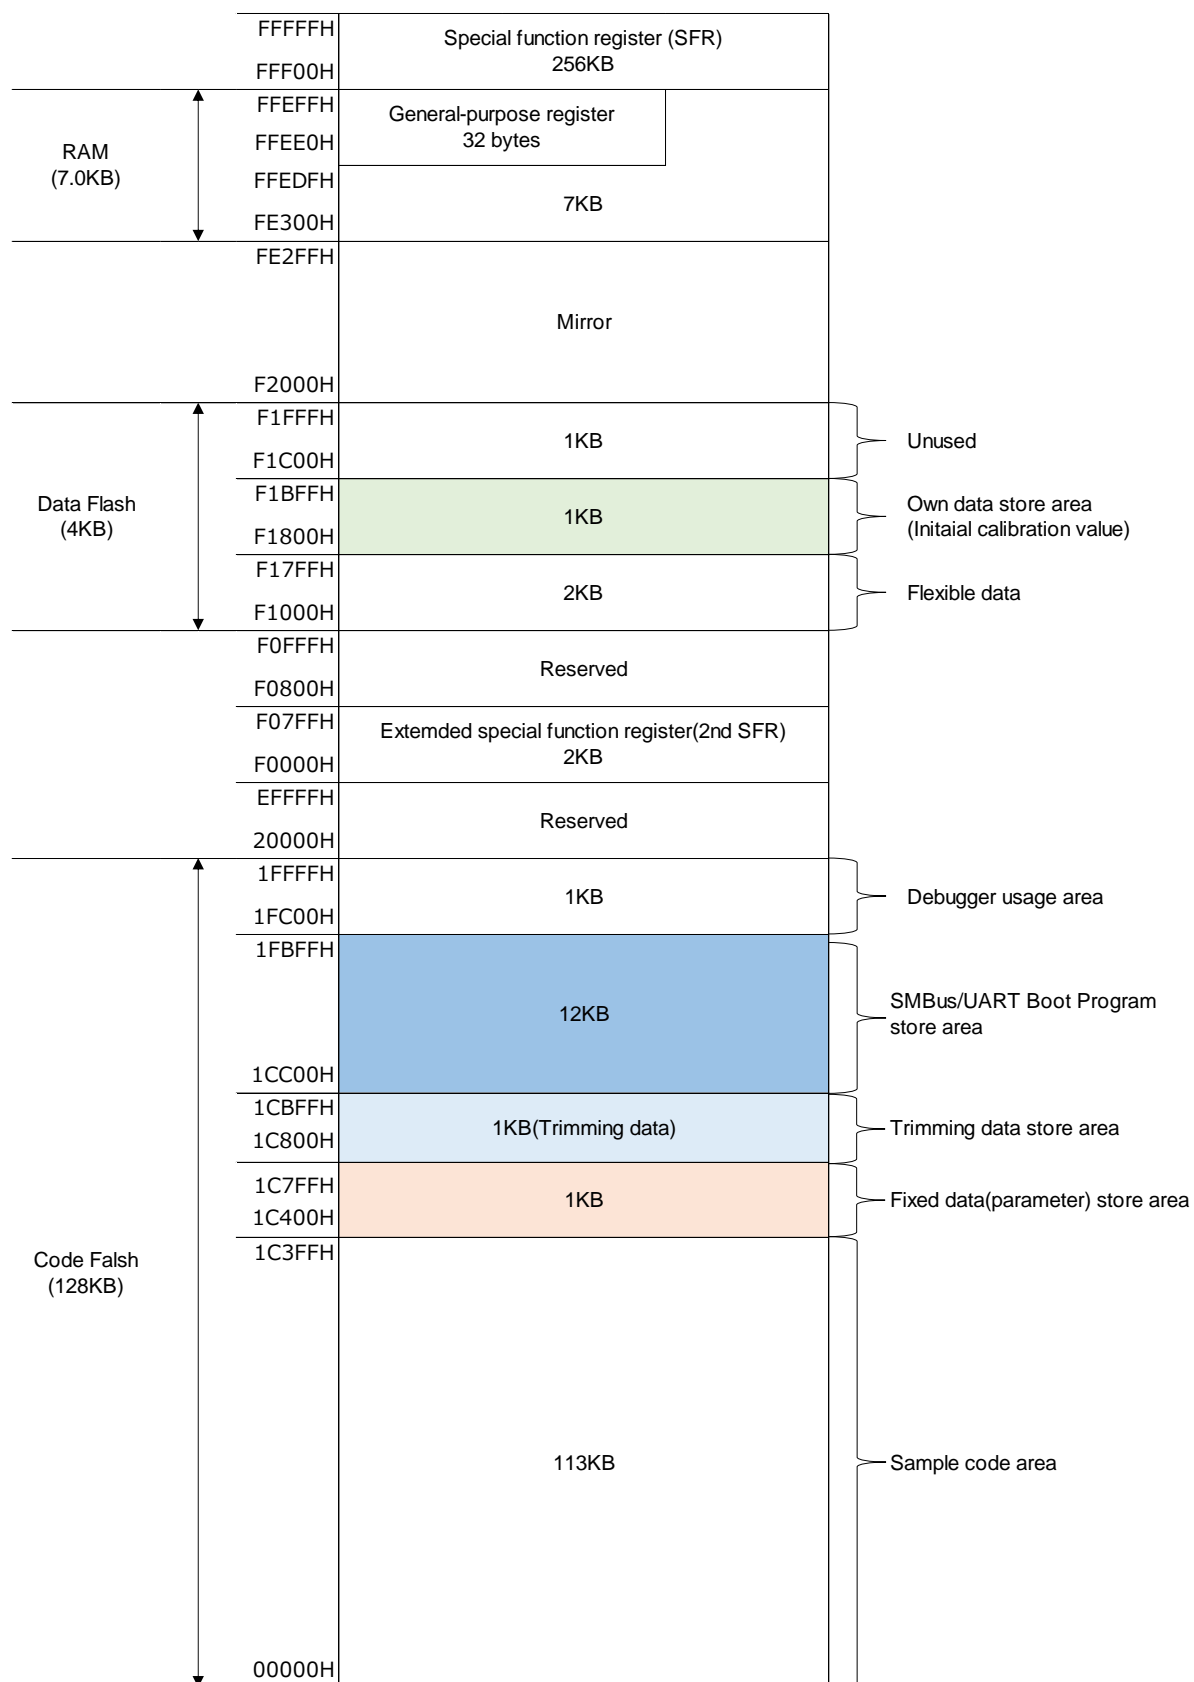 FFFFFH
Special function register (SFR)
256KB
FFF00H
RAM
(7.0KB)
FFEFFH
General-purpose register
32 bytes
FFEE0H
FFEDFH
7KB
FE300H
FE2FFH
Mirror
F2000H
Data Flash
(4KB)
F1FFFH
1KB
Unused
F1C00H
F1BFFH
1KB
Own data store area
(Initaial calibration value)
F1800H
F17FFH
2KB
Flexible data
F1000H
F0FFFH
Reserved
F0800H
F07FFH
Extemded special function register(2nd SFR)
2KB
F0000H
EFFFFH
Reserved
20000H
Code Falsh
(128KB)
1FFFFH
1KB
Debugger usage area
1FC00H
1FBFFH
12KB
SMBus/UART Boot Program
store area
1CC00H
1CBFFH
1KB(Trimming data)
Trimming data store area
1C800H
1C7FFH
1KB
Fixed data(parameter) store area
1C400H
1C3FFH
113KB
Sample code area
00000H